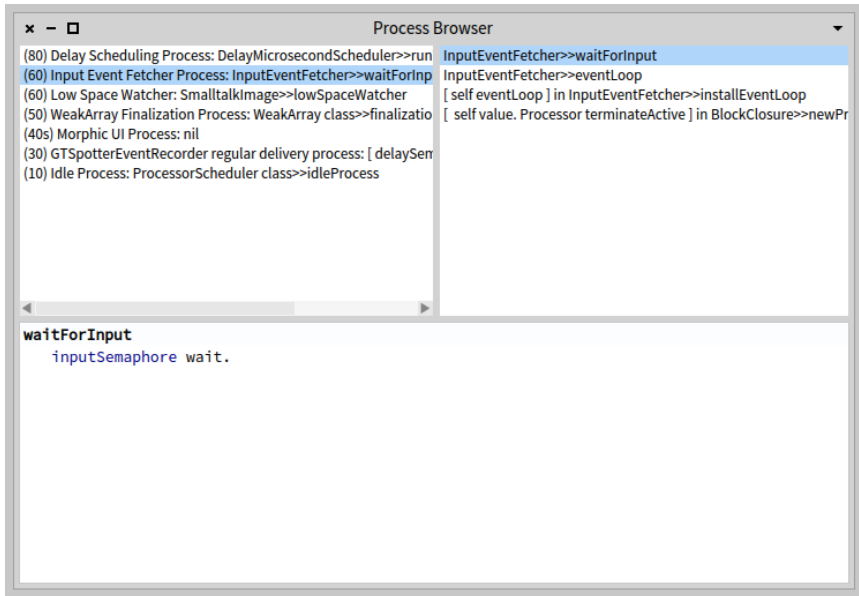 Process Browser
(80) Delay Scheduling Process: DelayMicrosecondScheduler>>run
(60) Input Event Fetcher Process: InputEventFetcher>>waitForInp
(60) Low Space Watcher: SmalltalkImage>>lowSpaceWatcher
(50) WeakArray Finalization Process: WeakArray class>>finalizatio
(40s) Morphic UI Process: nil
(30) GTSpotterEventRecorder regular delivery process: [ delaySem
(10) Idle Process: ProcessorScheduler class>>idleProcess
InputEventFetcher>>waitForInput
InputEventFetcher>>eventLoop
[ self eventLoop ] in InputEventFetcher>>installEventLoop
[ self value. Processor terminateActive ] in BlockClosure>>newPr
waitForInput
inputSemaphore wait.